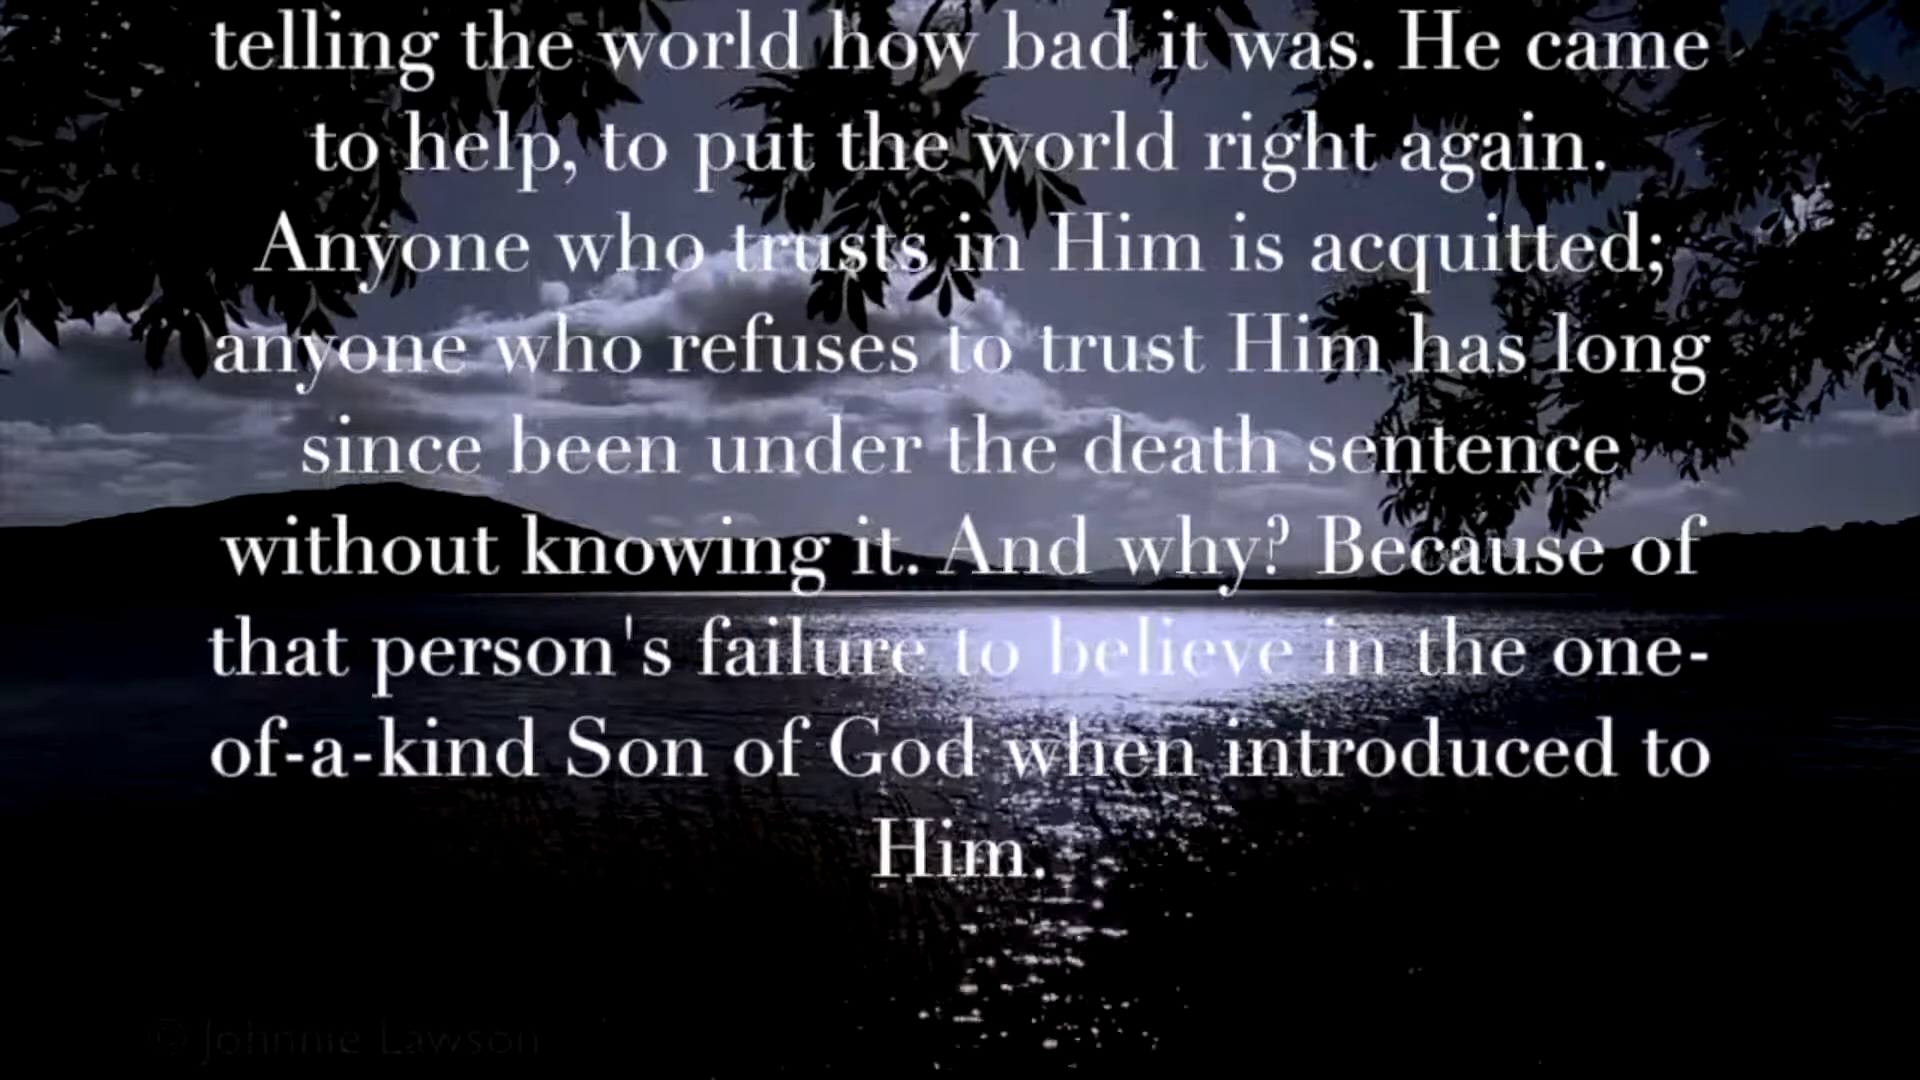 telling the world how bad it was. He came
to help, to put the world right again.
Anyone who trusts in Him is acquitted;
anyone who refuses to trust Him has long
since been under the death sentence
without knowing it. And why? Because of
that person's failure to believe in the one-
of-a-kind Son of God when introduced to
Him.
© Johnnie Lawson